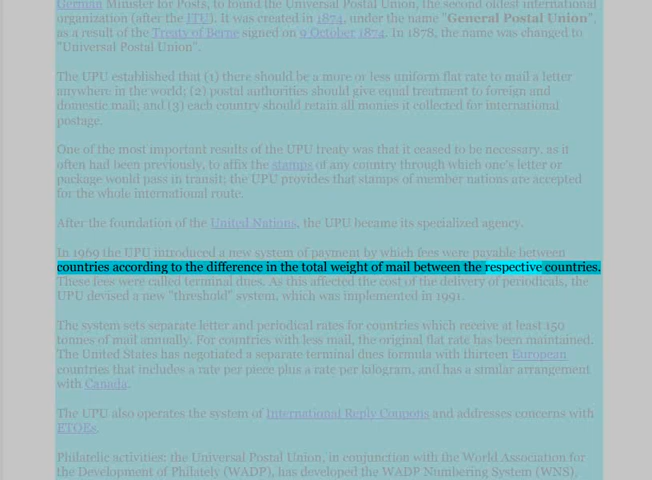 German Minister for Posts, to found the Universal Postal Union, the second oldest international
organization (after the ITU). It was created in 1874, under the name "General Postal Union",
as a result of the Treaty of Berne signed on 9 October 1874. In 1878, the name was changed to
"Universal Postal Union".
The UPU established that (1) there should be a more or less uniform flat rate to mail a letter
anywhere in the world; (2) postal authorities should give equal treatment to foreign and
domestic mail; and (3) each country should retain all monies it collected for international
postage.
One of the most important results of the UPU treaty was that it ceased to be necessary, as it
often had been previously, to affix the stamps of any country through which one's letter or
package would pass in transit; the UPU provides that stamps of member nations are accepted
for the whole international route.
After the foundation of the United Nations, the UPU became its specialized agency.
In 1969 the UPU introduced a new system of payment by which fees were payable between
countries according to the difference in the total weight of mail between the respective countries.
These fees were called terminal dues. As this affected the cost of the delivery of periodicals, the
UPU devised a new "threshold" system, which was implemented in 1991.
The system sets separate letter and periodical rates for countries which receive at least 150
tonnes of mail annually. For countries with less mail, the original flat rate has been maintained.
The United States has negotiated a separate terminal dues formula with thirteen European
countries that includes a rate per piece plus a rate per kilogram, and has a similar arrangement
with Canada.
The UPU also operates the system of International Reply Coupons and addresses concerns with
ETOEs.
Philatelic activities: the Universal Postal Union, in conjunction with the World Association for
the Development of Philately (WADP), has developed the WADP Numbering System (WNS).